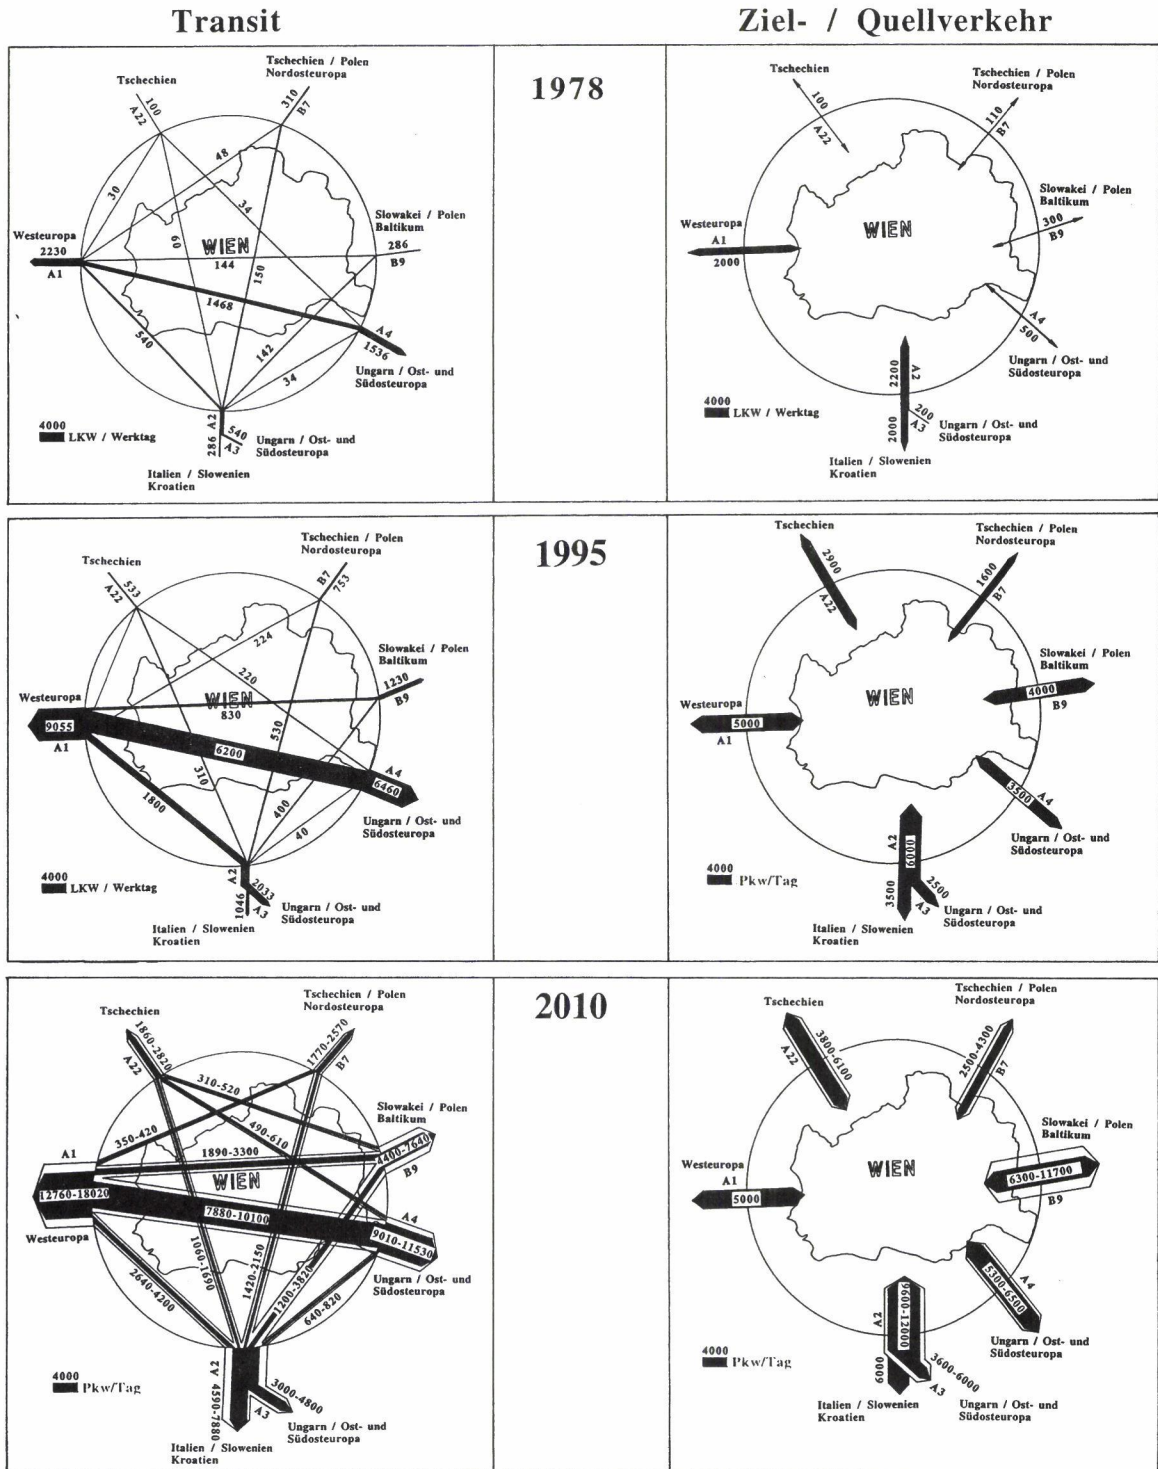 Transit
Ziel- / Quellverkehr
1978
Tschechien
Tschechien / Polen
Nordosteuropa
100
A22
310
B7
48
30
34
60
WIEN
150
144
Westeuropa
2230
A1
Slowakei / Polen
Baltikum
286
B9
1468
540
142
34
A4
1536
Ungarn / Ost- und
Südosteuropa
4000
LKW / Werktag
A2
286
540
A3
Ungarn / Ost- und
Südosteuropa
Italien / Slowenien
Kroatien
Tschechien
Tschechien / Polen
Nordosteuropa
100
A22
110
B7
Slowakei / Polen
Baltikum
300
B9
Westeuropa
A1
2000
WIEN
A4
500
Ungarn / Ost- und
Südosteuropa
2200
A2
200
A3
2000
Ungarn / Ost- und
Südosteuropa
4000
LKW / Werktag
Italien / Slowenien
Kroatien
1995
Tschechien
Tschechien / Polen
Nordosteuropa
533
A22
B7
753
224
220
WIEN
830
Slowakei / Polen
Baltikum
1230
B9
Westeuropa
9055
A1
6200
530
310
1800
400
40
A4
6460
Ungarn / Ost- und
Südosteuropa
4000
LKW / Werktag
A2
2033
A3
1046
Ungarn / Ost- und
Südosteuropa
Italien / Slowenien
Kroatien
Tschechien
Tschechien / Polen
Nordosteuropa
2900
A22
1600
B7
Slowakei / Polen
Baltikum
4000
B9
Westeuropa
5000
A1
WIEN
A4
3500
Ungarn / Ost- und
Südosteuropa
A2
6000
3500
2500
A3
Ungarn / Ost- und
Südosteuropa
4000
Pkw/Tag
Italien / Slowenien
Kroatien
2010
Tschechien
Tschechien / Polen
Nordosteuropa
1860-2820
A22
1770-2570
B7
310-520
350-420
490-610
Slowakei / Polen
Baltikum
4400-7640
B9
A1
1890-3300
WIEN
12760-18020
Westeuropa
7880-10100
A4
9010-11530
Ungarn / Ost- und
Südosteuropa
1060-1690
1420-2150
1200-3820
2640-4200
640-820
4000
Pkw/Tag
A2
4590-7880
3000-4800
A3
Ungarn / Ost- und
Südosteuropa
Italien / Slowenien
Kroatien
Tschechien
Tschechien / Polen
Nordosteuropa
3800-6100
A22
2500-4300
B7
Slowakei / Polen
Baltikum
6300-11700
B9
Westeuropa
A1
5000
WIEN
A4
5300-6500
Ungarn / Ost- und
Südosteuropa
A2
9600-12000
3600-6000
A3
6000
Ungarn / Ost- und
Südosteuropa
4000
Pkw/Tag
Italien / Slowenien
Kroatien